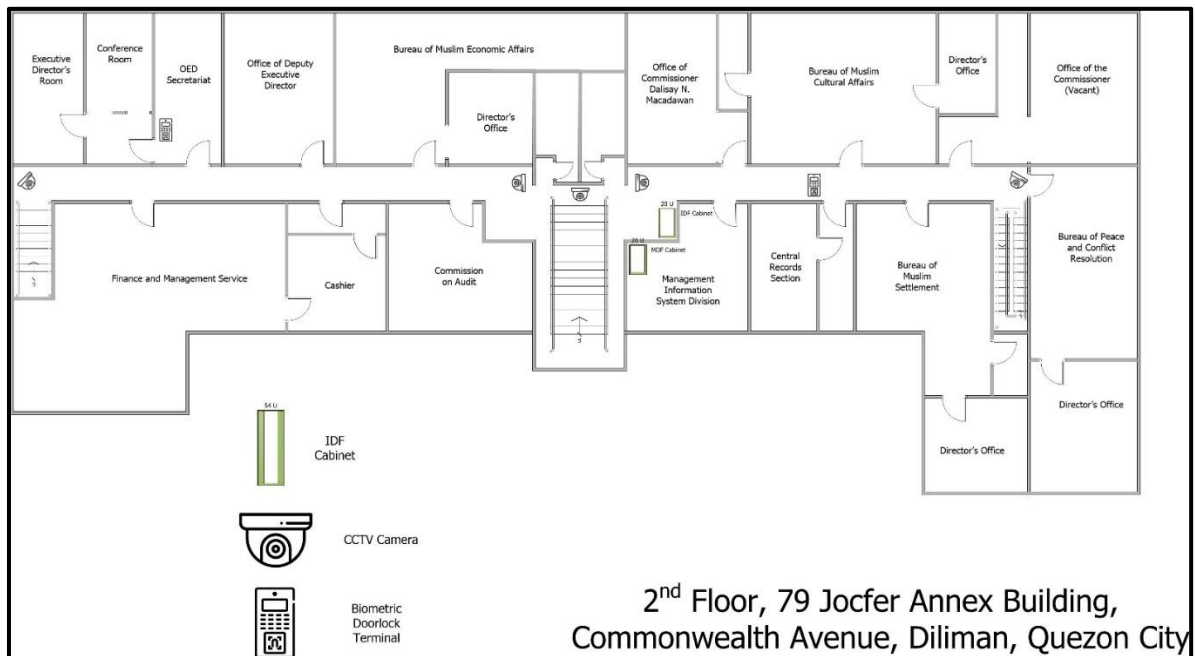 Executive
Director's
Room
Conference
Room
OED
Secretariat
Office of Deputy
Executive
Director
Bureau of Muslim Economic Affairs
Director's
Office
Office of
Commissioner
Dalisay N.
Macadawan
Bureau of Muslim
Cultural Affairs
Director's
Office
Office of the
Commissioner
(Vacant)
Finance and Management Service
Cashier
Commission
on Audit
20 U
IDF Cabinet
MDF Cabinet
Management
Information
System Division
Central
Records
Section
Bureau of
Muslim
Settlement
Bureau of Peace
and Conflict
Resolution
Director's Office
Director's Office
54 U
IDF
Cabinet
CCTV Camera
Biometric
Doorlock
Terminal
2nd Floor, 79 Jocfer Annex Building,
Commonwealth Avenue, Diliman, Quezon City